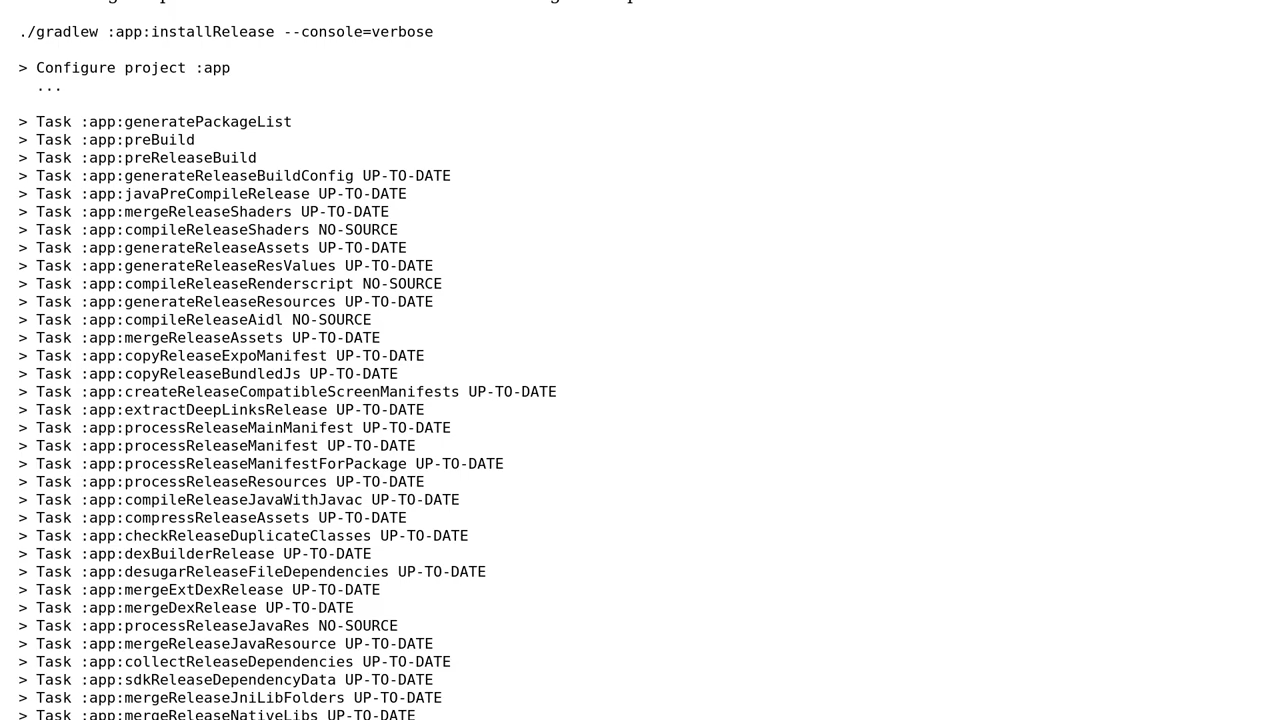 ./gradlew :app:installRelease --console=verbose
> Configure project :app
...
> Task :app:generatePackageList
> Task :app:preBuild
> Task :app:preReleaseBuild
> Task :app:generateReleaseBuildConfig UP-TO-DATE
> Task :app:javaPreCompileRelease UP-TO-DATE
> Task :app:mergeReleaseShaders UP-TO-DATE
> Task :app:compileReleaseShaders NO-SOURCE
> Task :app:generateReleaseAssets UP-TO-DATE
> Task :app:generateReleaseResValues UP-TO-DATE
> Task :app:compileReleaseRenderscript NO-SOURCE
> Task :app:generateReleaseResources UP-TO-DATE
> Task :app:compileReleaseAidl NO-SOURCE
> Task :app:mergeReleaseAssets UP-TO-DATE
> Task :app:copyReleaseExpoManifest UP-TO-DATE
> Task :app:copyReleaseBundledJs UP-TO-DATE
> Task :app:createReleaseCompatibleScreenManifests UP-TO-DATE
> Task :app:extractDeepLinksRelease UP-TO-DATE
> Task :app:processReleaseMainManifest UP-TO-DATE
> Task :app:processReleaseManifest UP-TO-DATE
> Task :app:processReleaseManifestForPackage UP-TO-DATE
> Task :app:processReleaseResources UP-TO-DATE
> Task :app:compileReleaseJavaWithJavac UP-TO-DATE
> Task :app:compressReleaseAssets UP-TO-DATE
> Task :app:checkReleaseDuplicateClasses UP-TO-DATE
> Task :app:dexBuilderRelease UP-TO-DATE
> Task :app:desugarReleaseFileDependencies UP-TO-DATE
> Task :app:mergeExtDexRelease UP-TO-DATE
> Task :app:mergeDexRelease UP-TO-DATE
> Task :app:processReleaseJavaRes NO-SOURCE
> Task :app:mergeReleaseJavaResource UP-TO-DATE
> Task :app:collectReleaseDependencies UP-TO-DATE
> Task :app:sdkReleaseDependencyData UP-TO-DATE
> Task :app:mergeReleaseJniLibFolders UP-TO-DATE
> Task :app:mergeReleaseNativeLibs UP-TO-DATE